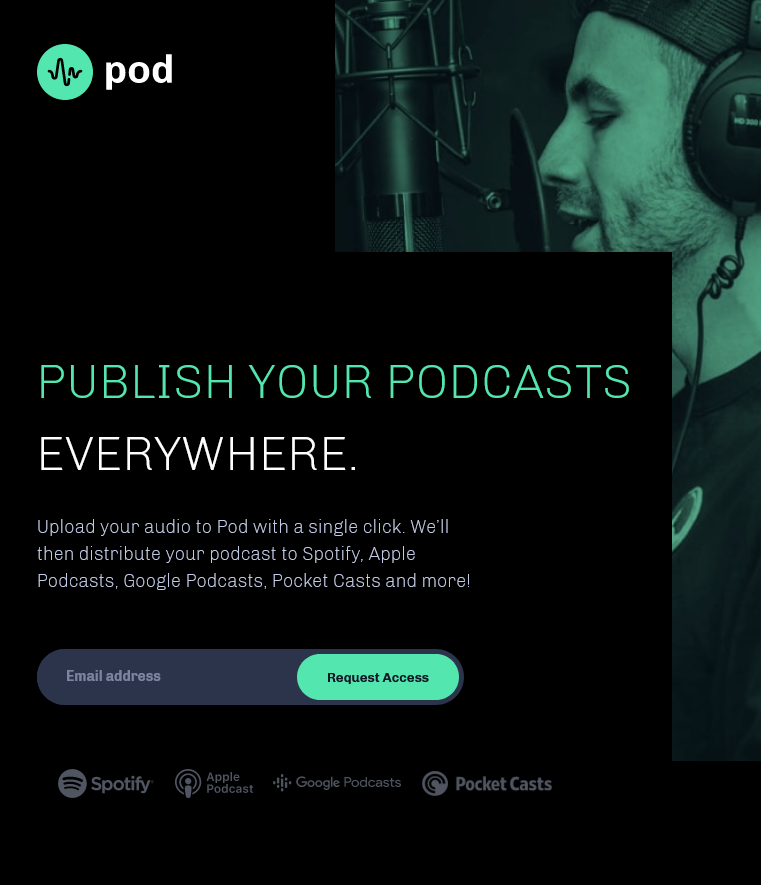 pod
HD 300
PUBLISH YOUR PODCASTS
EVERYWHERE.
Upload your audio to Pod with a single click. We’ll
then distribute your podcast to Spotify, Apple
Podcasts, Google Podcasts, Pocket Casts and more!
Email address
Request Access
Spotify
Apple
Podcast
Google Podcasts
Pocket Casts